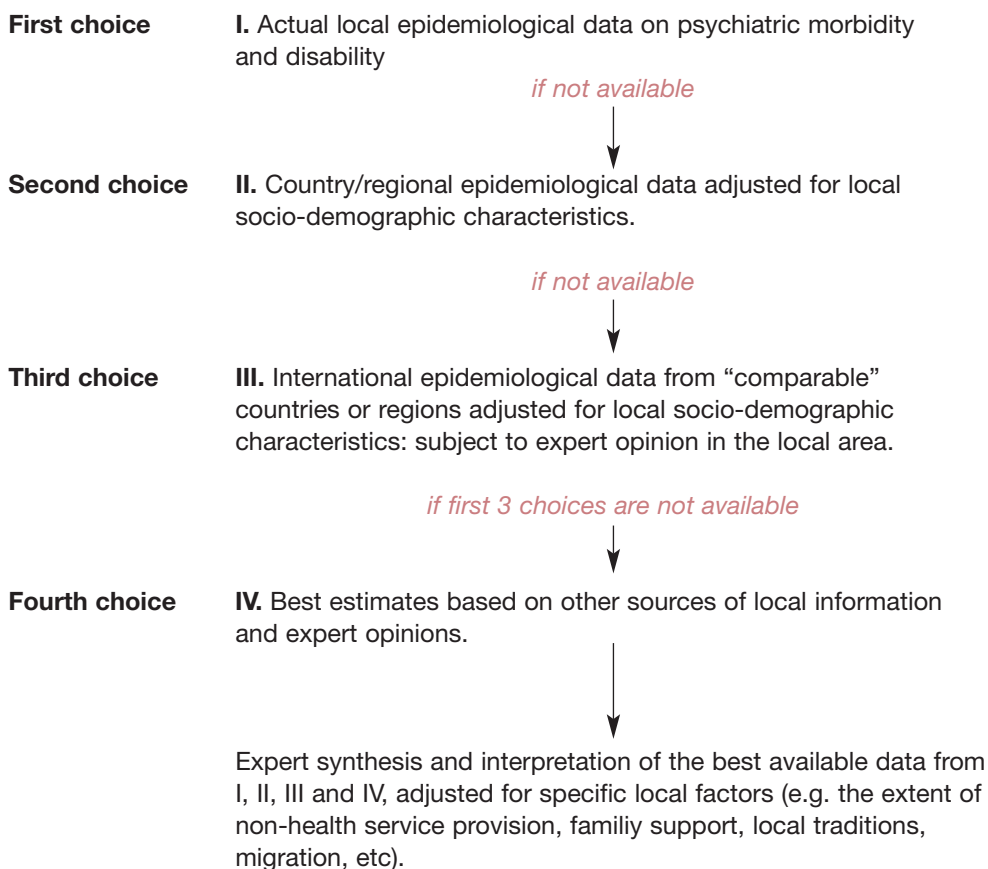 First choice I. Actual local epidemiological data on psychiatric morbidity
and disability
if not available
Second choice II. Country/regional epidemiological data adjusted for local
socio-demographic characteristics.
if not available
Third choice III. International epidemiological data from “comparable”
countries or regions adjusted for local socio-demographic
characteristics: subject to expert opinion in the local area.
if first 3 choices are not available
Fourth choice IV. Best estimates based on other sources of local information
and expert opinions.
Expert synthesis and interpretation of the best available data from
I, II, III and IV, adjusted for specific local factors (e.g. the extent of
non-health service provision, familiy support, local traditions,
migration, etc).